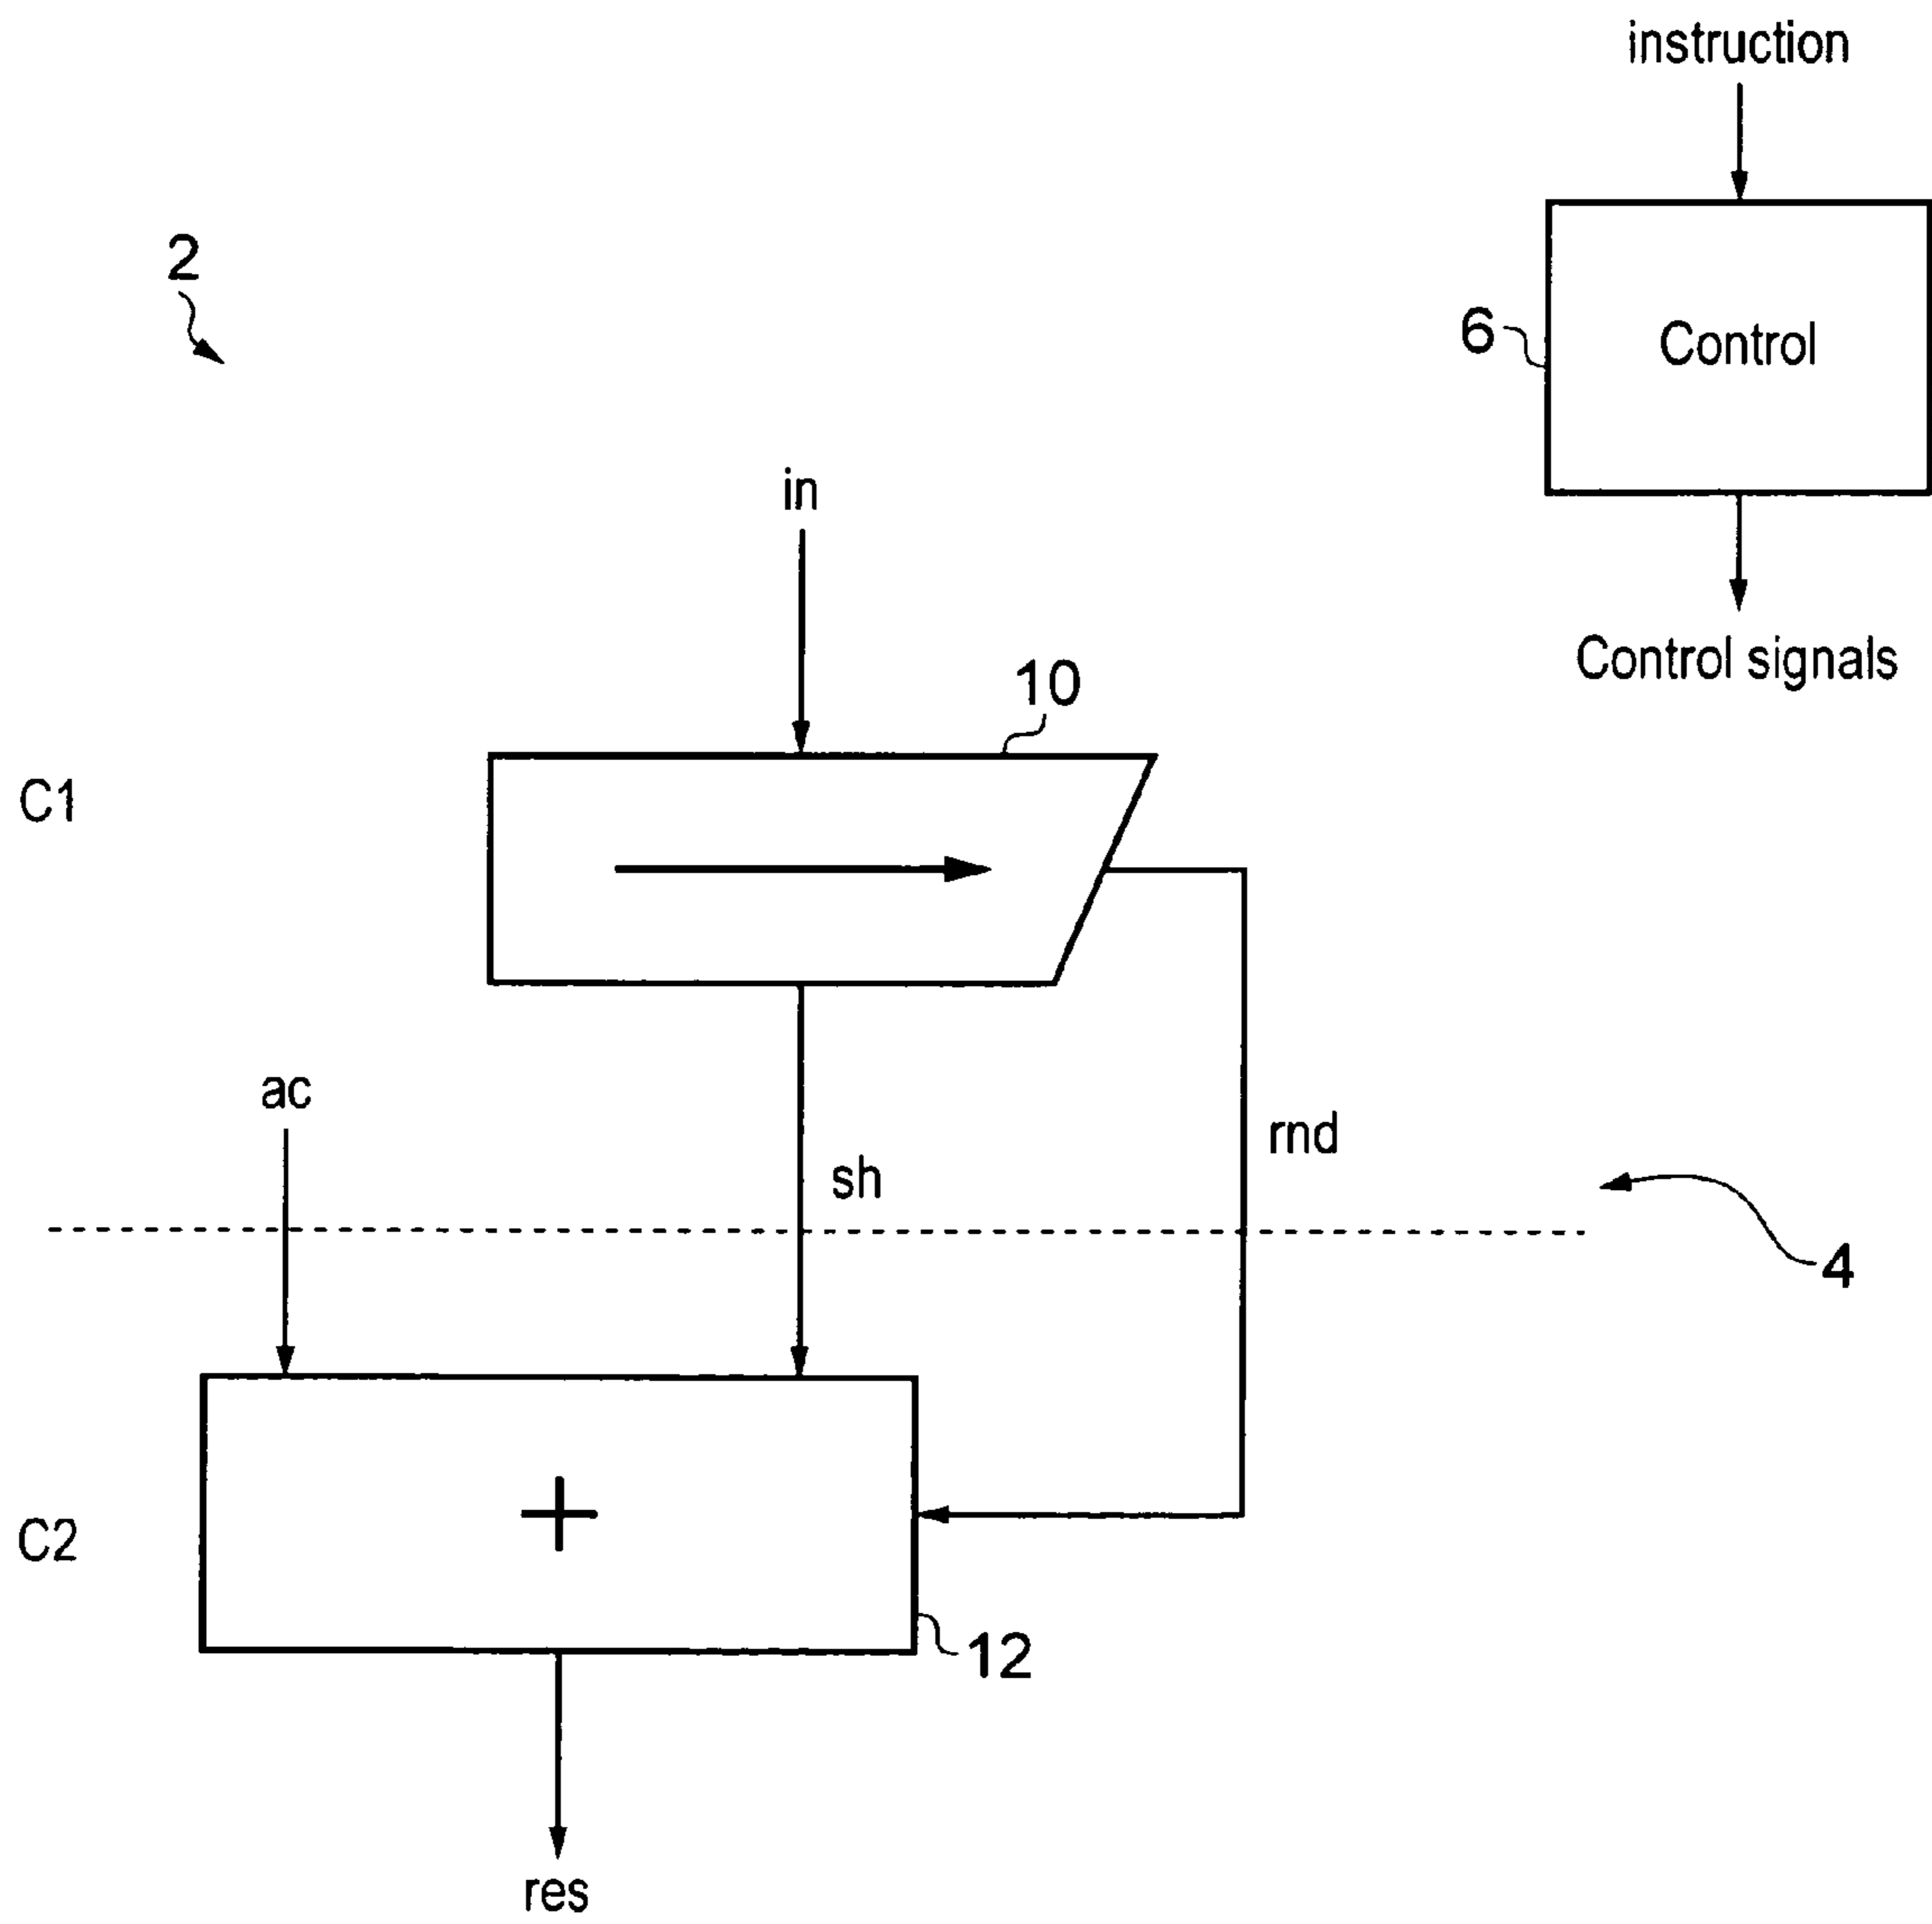 instruction
2
6
Control
in
Control signals
10
C1
ac
rnd
sh
4
C2
12
res